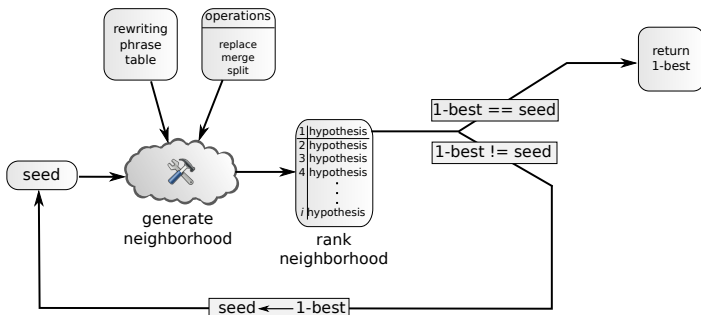 rewriting
phrase
table
operations
replace
merge
split
return
1-best
1 hypothesis
2 hypothesis
3 hypothesis
4 hypothesis
i hypothesis
1-best == seed
1-best != seed
seed
generate
neighborhood
rank
neighborhood
seed ← 1-best